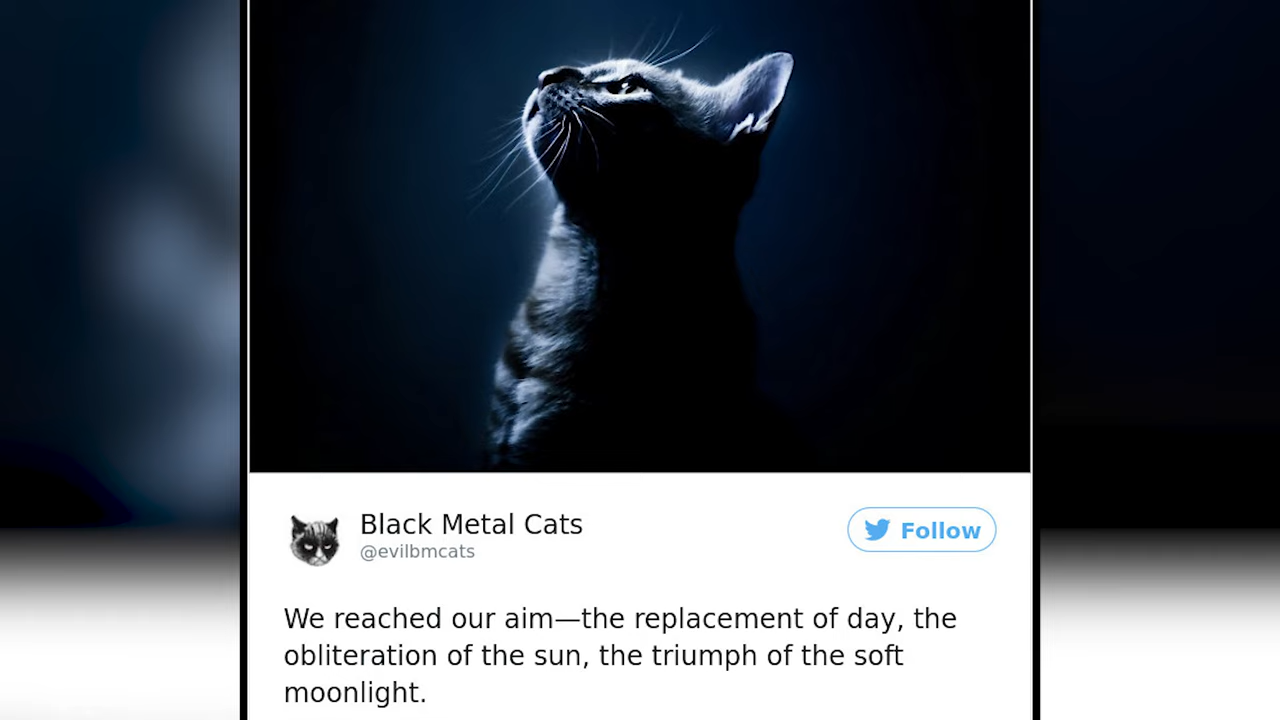 Black Metal Cats
@evilbmcats
Follow
We reached our aim—the replacement of day, the
obliteration of the sun, the triumph of the soft
moonlight.